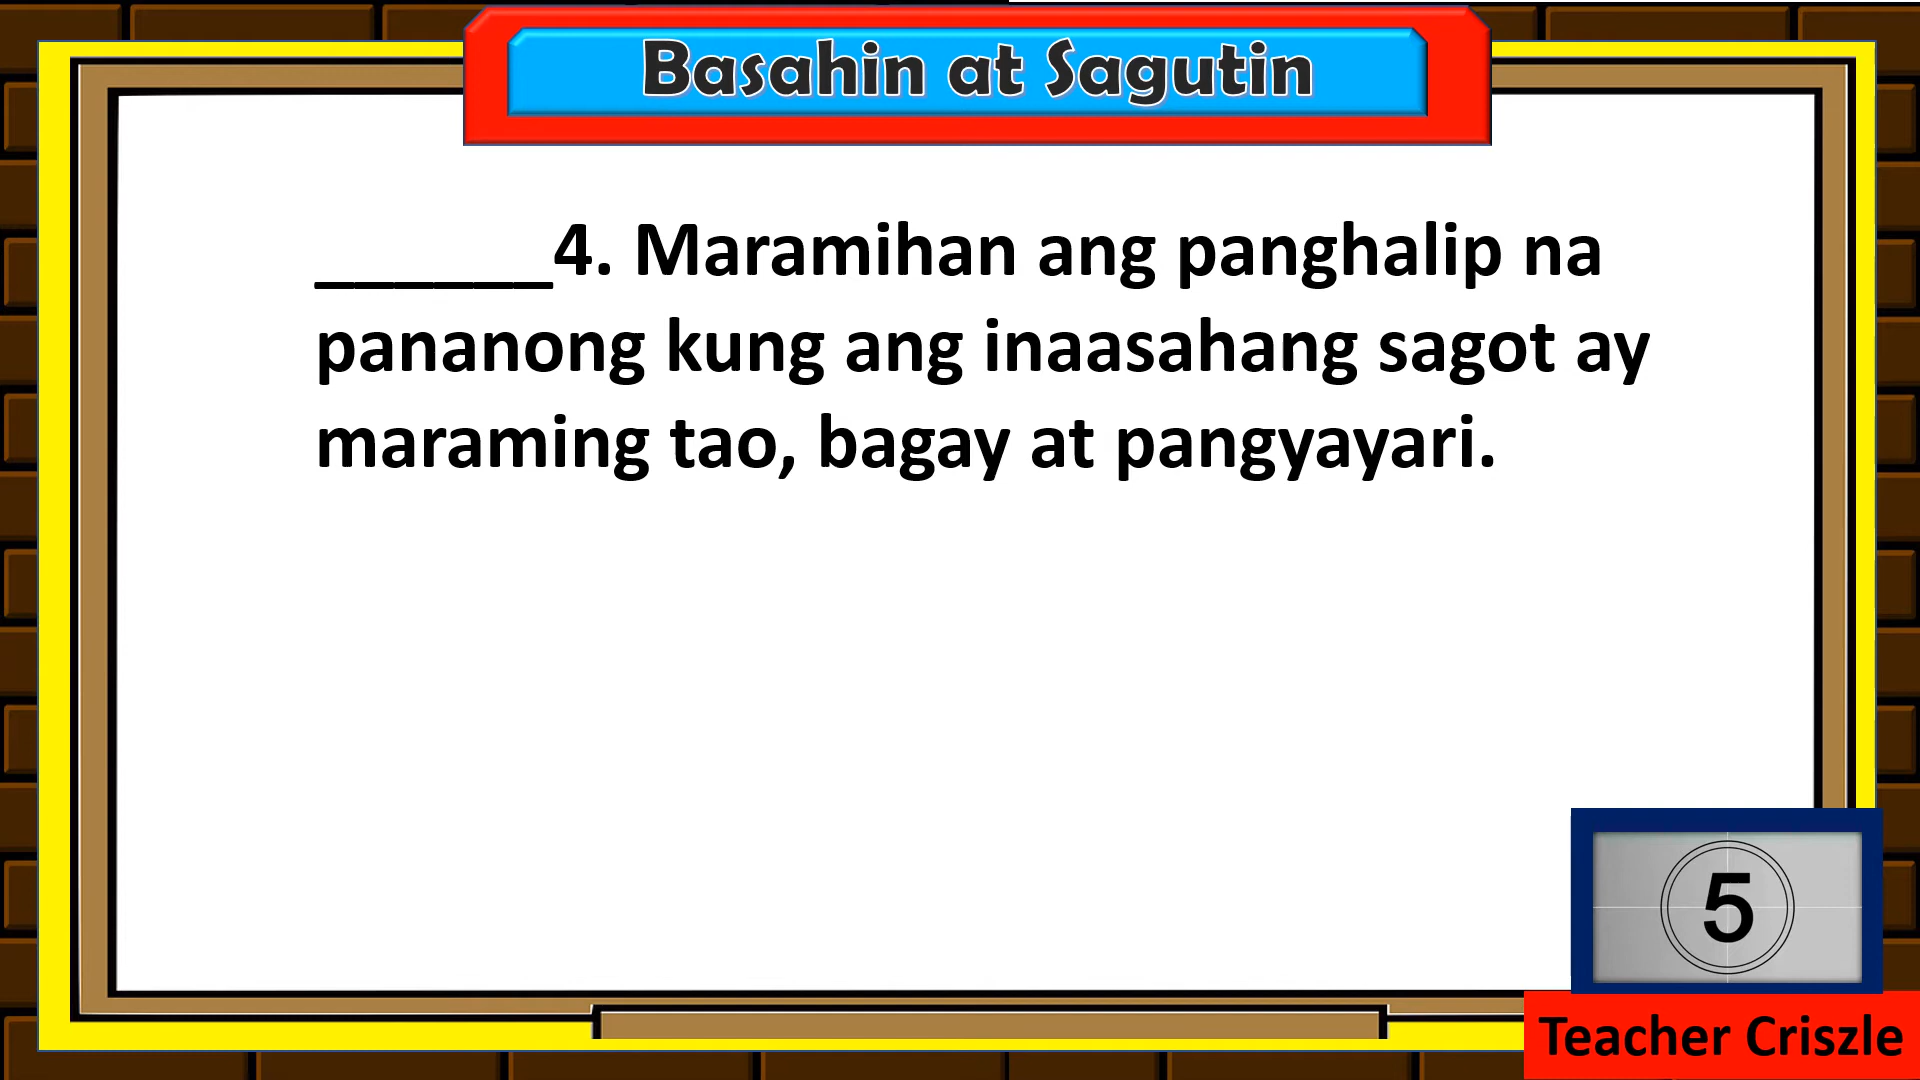 Basahin at Sagutin
______4. Maramihan ang panghalip na
pananong kung ang inaasahang sagot ay
maraming tao, bagay at pangyayari.
5
Teacher Criszle